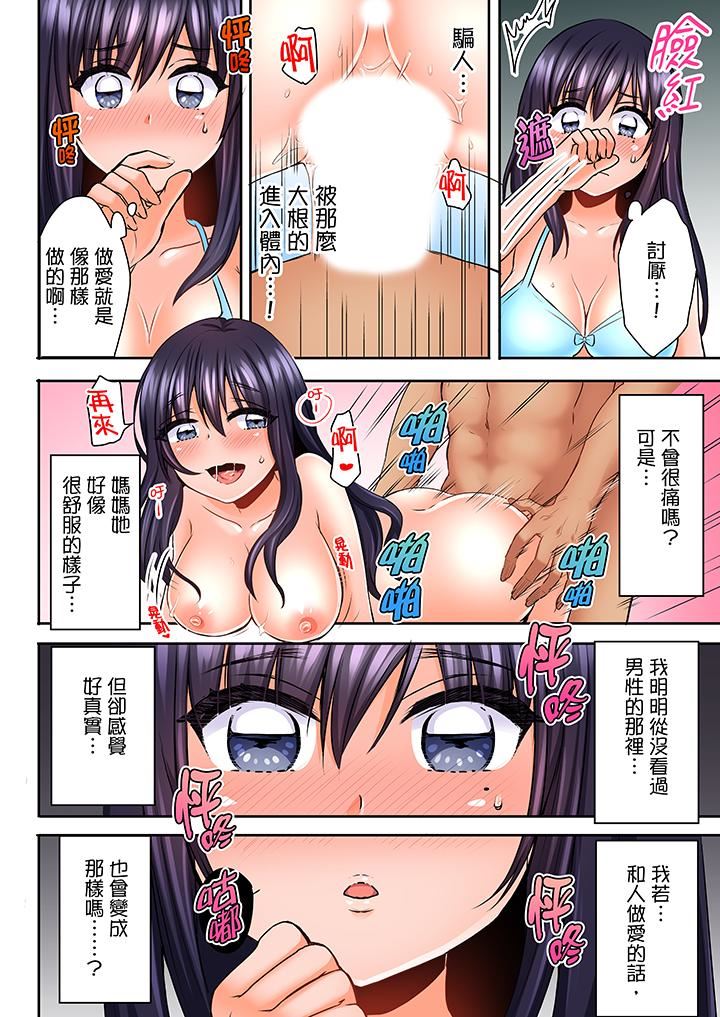 臉紅
遮
討厭…!
騙人…
啊
啊
被那麼
大根的
進入體內…!
怦咚
怦咚
做愛就是
像那樣
做的啊…
不曾很痛嗎?
可是…
啪啪
啪
啪啪
啪啪
啊
呀—
呀—
再來
晃動
晃動
媽媽她
好像
很舒服的樣子…
我明明從沒看過
男性的那裡…
怦咚
但卻感覺
好真實…
怦咚
我若…
和人做愛的話，
怦咚
咕嘟
也會變成
那樣嗎……?